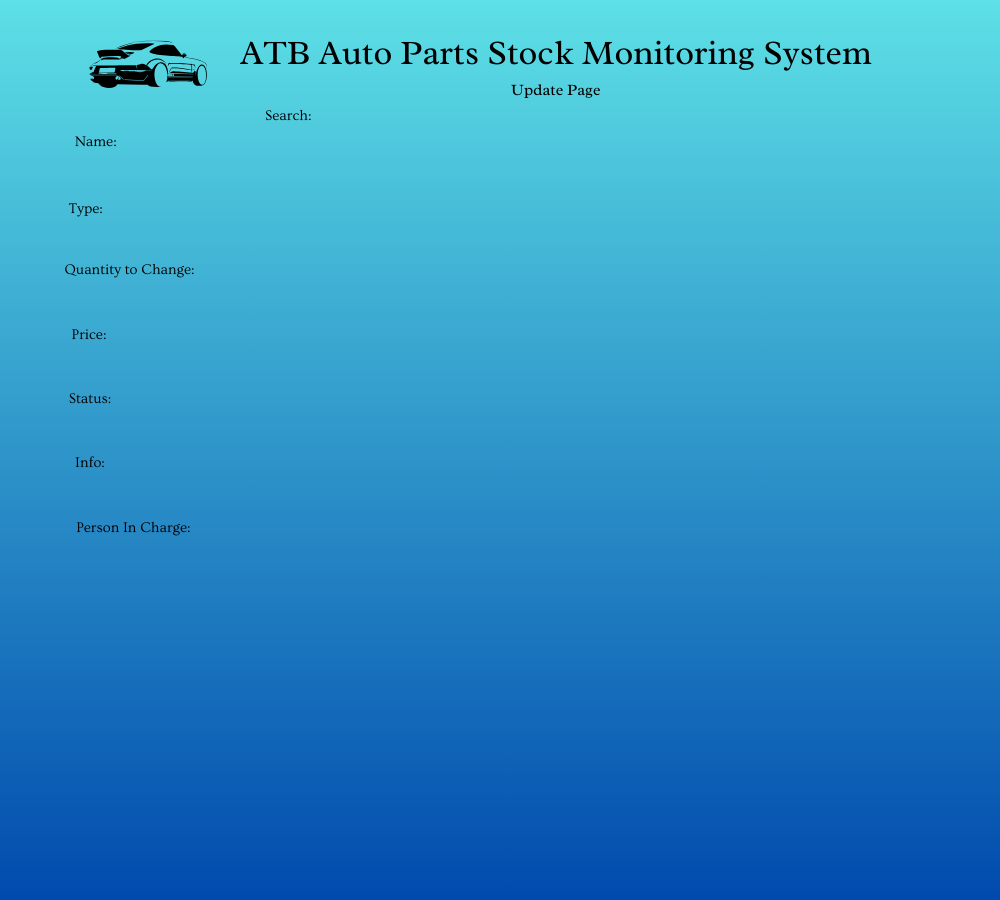 ATB Auto Parts Stock Monitoring System
Update Page
Search:
Name:
Type:
Quantity to Change:
Price:
Status:
Info:
Person In Charge: